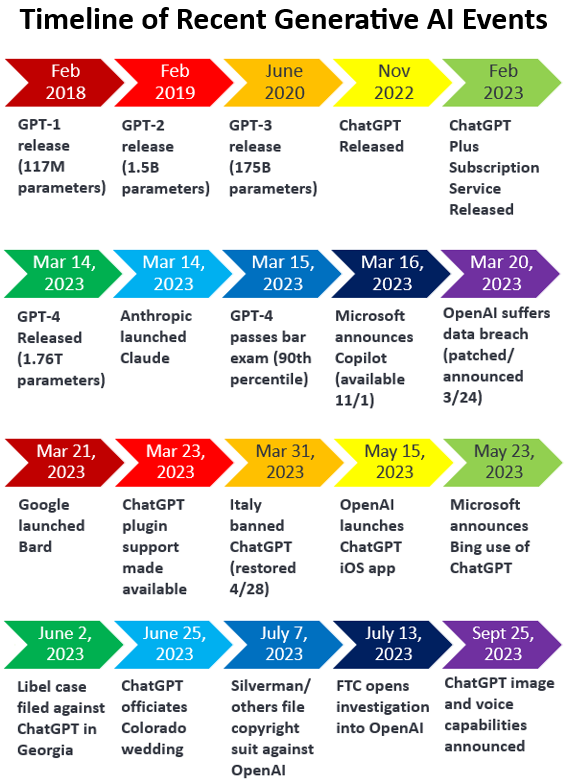 Timeline of Recent Generative AI Events
Feb
2018
Feb
2019
June
2020
Nov
2022
Feb
2023
GPT-1
release
(117M
parameters)
GPT-2
release
(1.5B
parameters)
GPT-3
release
(175B
parameters)
ChatGPT
Released
ChatGPT
Plus
Subscription
Service
Released
Mar 14,
2023
Mar 14,
2023
Mar 15,
2023
Mar 16,
2023
Mar 20,
2023
GPT-4
Released
(1.76T
parameters)
Anthropic
launched
Claude
GPT-4
passes bar
exam (90th
percentile)
Microsoft
announces
Copilot
(available
11/1)
OpenAI suffers
data breach
(patched/
announced
3/24)
Mar 21,
2023
Mar 23,
2023
Mar 31,
2023
May 15,
2023
May 23,
2023
Google
launched
Bard
ChatGPT
plugin
support
made
available
Italy
banned
ChatGPT
(restored
4/28)
OpenAI
launches
ChatGPT
iOS app
Microsoft
announces
Bing use of
ChatGPT
June 2,
2023
June 25,
2023
July 7,
2023
July 13,
2023
Sept 25,
2023
Libel case
filed against
ChatGPT in
Georgia
ChatGPT
officiates
Colorado
wedding
Silverman/
others file
copyright
suit against
OpenAI
FTC opens
investigation
into OpenAI
ChatGPT image
and voice
capabilities
announced